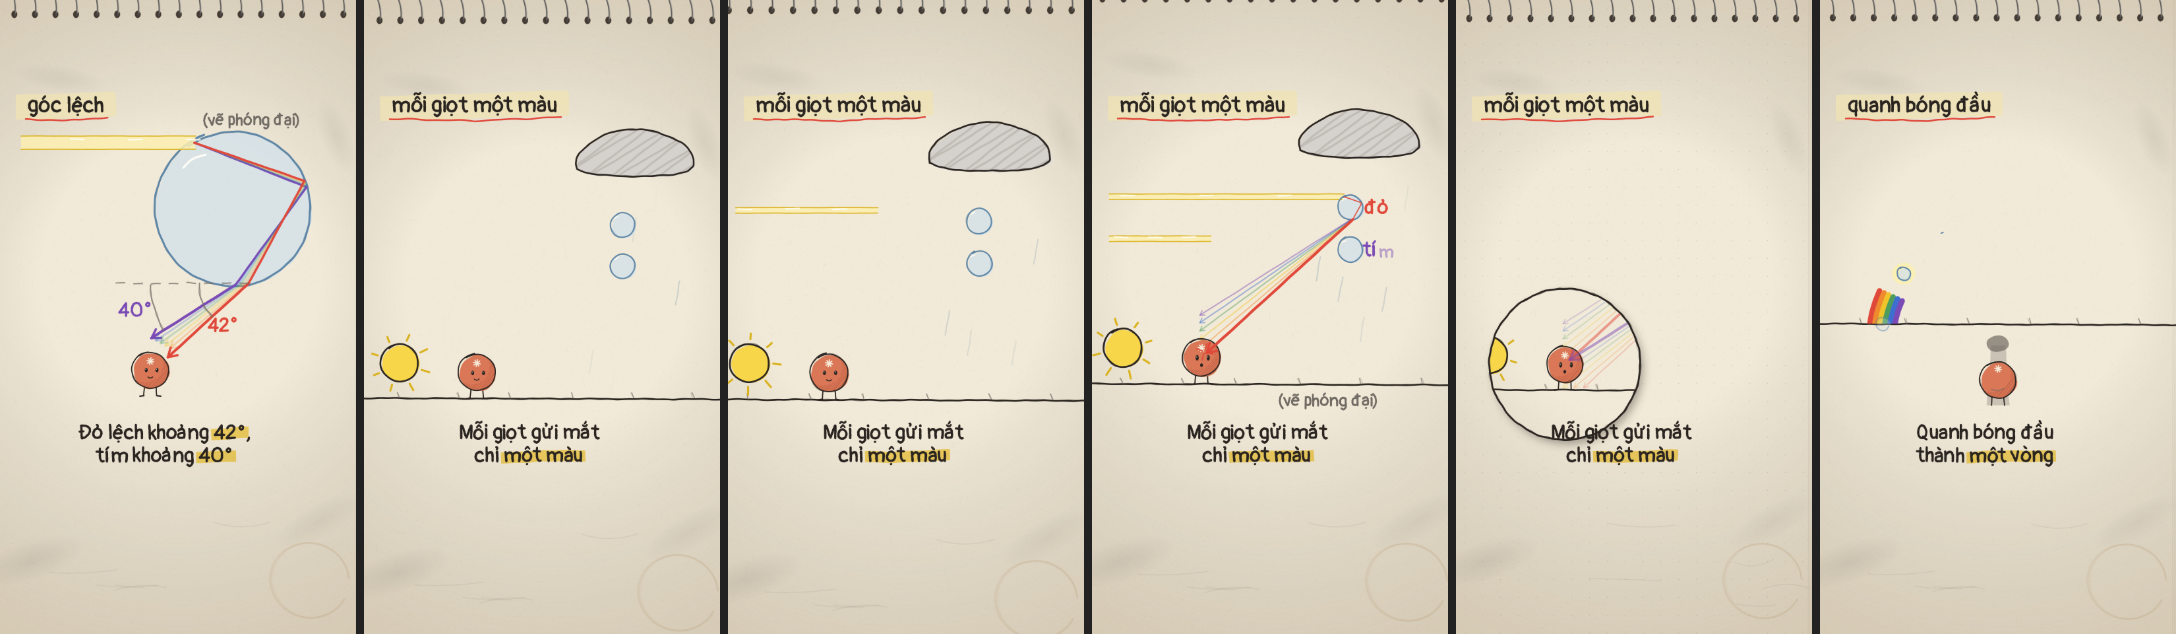 góc lệch
(vẽ phóng đại)
40°
42°
Đỏ lệch khoảng 42°,
tím khoảng 40°
mỗi giọt một màu
Mỗi giọt gửi mắt
chỉ một màu
mỗi giọt một màu
Mỗi giọt gửi mắt
chỉ một màu
mỗi giọt một màu
đỏ
tím
(vẽ phóng đại)
Mỗi giọt gửi mắt
chỉ một màu
mỗi giọt một màu
Mỗi giọt gửi mắt
chỉ một màu
quanh bóng đầu
Quanh bóng đầu
thành một vòng